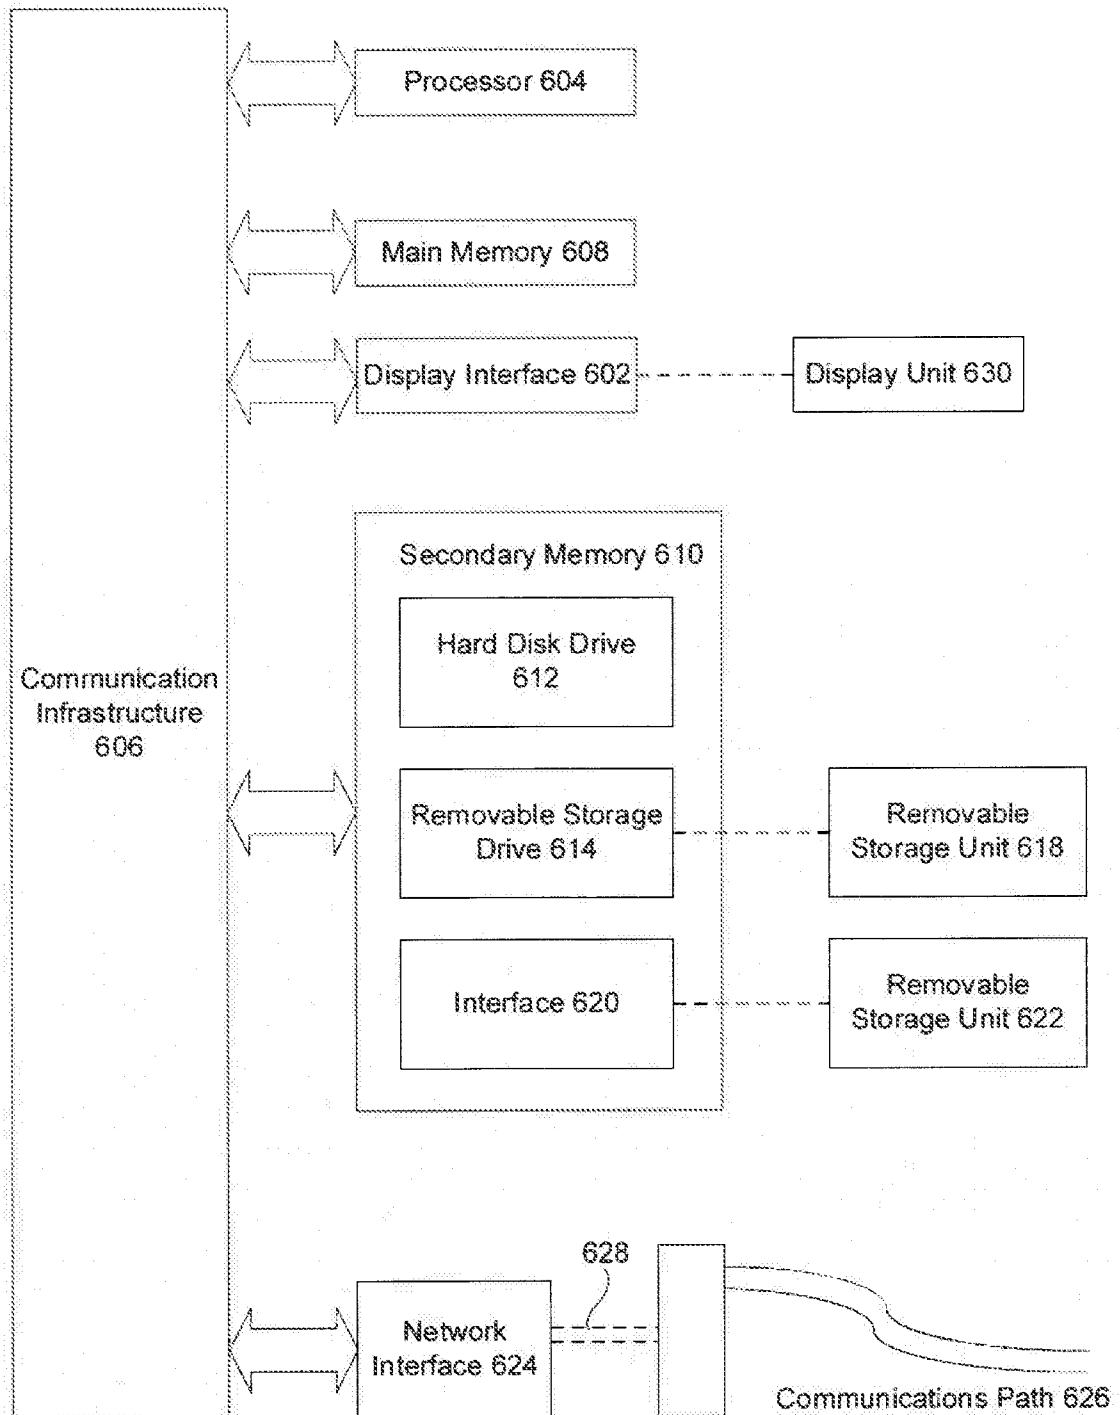 Processor 604
Main Memory 608
Display Interface 602
Display Unit 630
Secondary Memory 610
Hard Disk Drive
612
Communication
Infrastructure
606
Removable Storage
Drive 614
Removable
Storage Unit 618
Interface 620
Removable
Storage Unit 622
628
Network
Interface 624
Communications Path 626